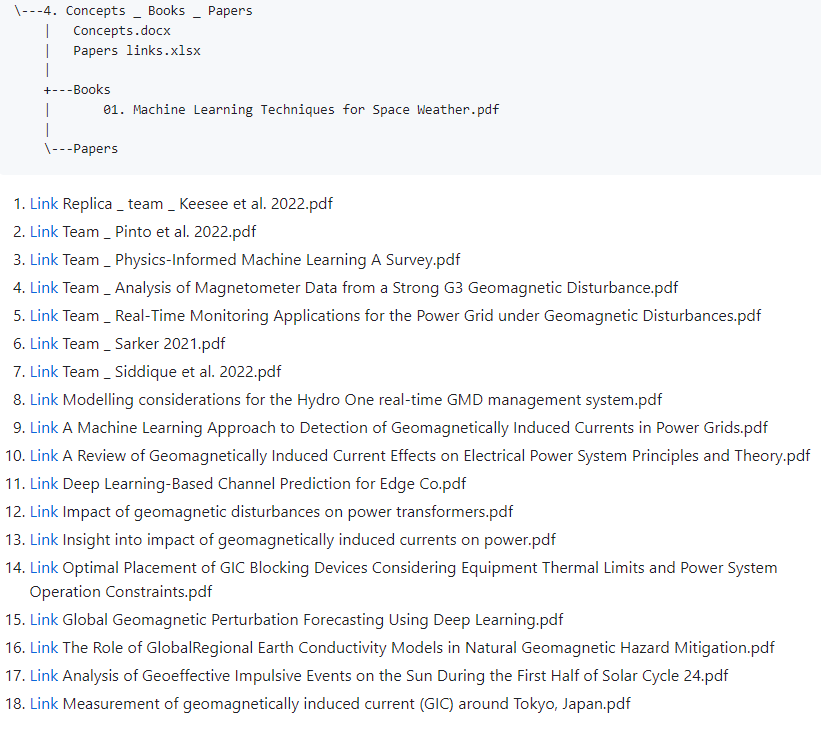 \---4. Concepts _ Books _ Papers
|   Concepts.docx
|   Papers links.xlsx
|
+---Books
|       01. Machine Learning Techniques for Space Weather.pdf
|
\---Papers
1. Link Replica _ team _ Keesee et al. 2022.pdf
2. Link Team _ Pinto et al. 2022.pdf
3. Link Team _ Physics-Informed Machine Learning A Survey.pdf
4. Link Team _ Analysis of Magnetometer Data from a Strong G3 Geomagnetic Disturbance.pdf
5. Link Team _ Real-Time Monitoring Applications for the Power Grid under Geomagnetic Disturbances.pdf
6. Link Team _ Sarker 2021.pdf
7. Link Team _ Siddique et al. 2022.pdf
8. Link Modelling considerations for the Hydro One real-time GMD management system.pdf
9. Link A Machine Learning Approach to Detection of Geomagnetically Induced Currents in Power Grids.pdf
10. Link A Review of Geomagnetically Induced Current Effects on Electrical Power System Principles and Theory.pdf
11. Link Deep Learning-Based Channel Prediction for Edge Co.pdf
12. Link Impact of geomagnetic disturbances on power transformers.pdf
13. Link Insight into impact of geomagnetically induced currents on power.pdf
14. Link Optimal Placement of GIC Blocking Devices Considering Equipment Thermal Limits and Power System
Operation Constraints.pdf
15. Link Global Geomagnetic Perturbation Forecasting Using Deep Learning.pdf
16. Link The Role of GlobalRegional Earth Conductivity Models in Natural Geomagnetic Hazard Mitigation.pdf
17. Link Analysis of Geoeffective Impulsive Events on the Sun During the First Half of Solar Cycle 24.pdf
18. Link Measurement of geomagnetically induced current (GIC) around Tokyo, Japan.pdf